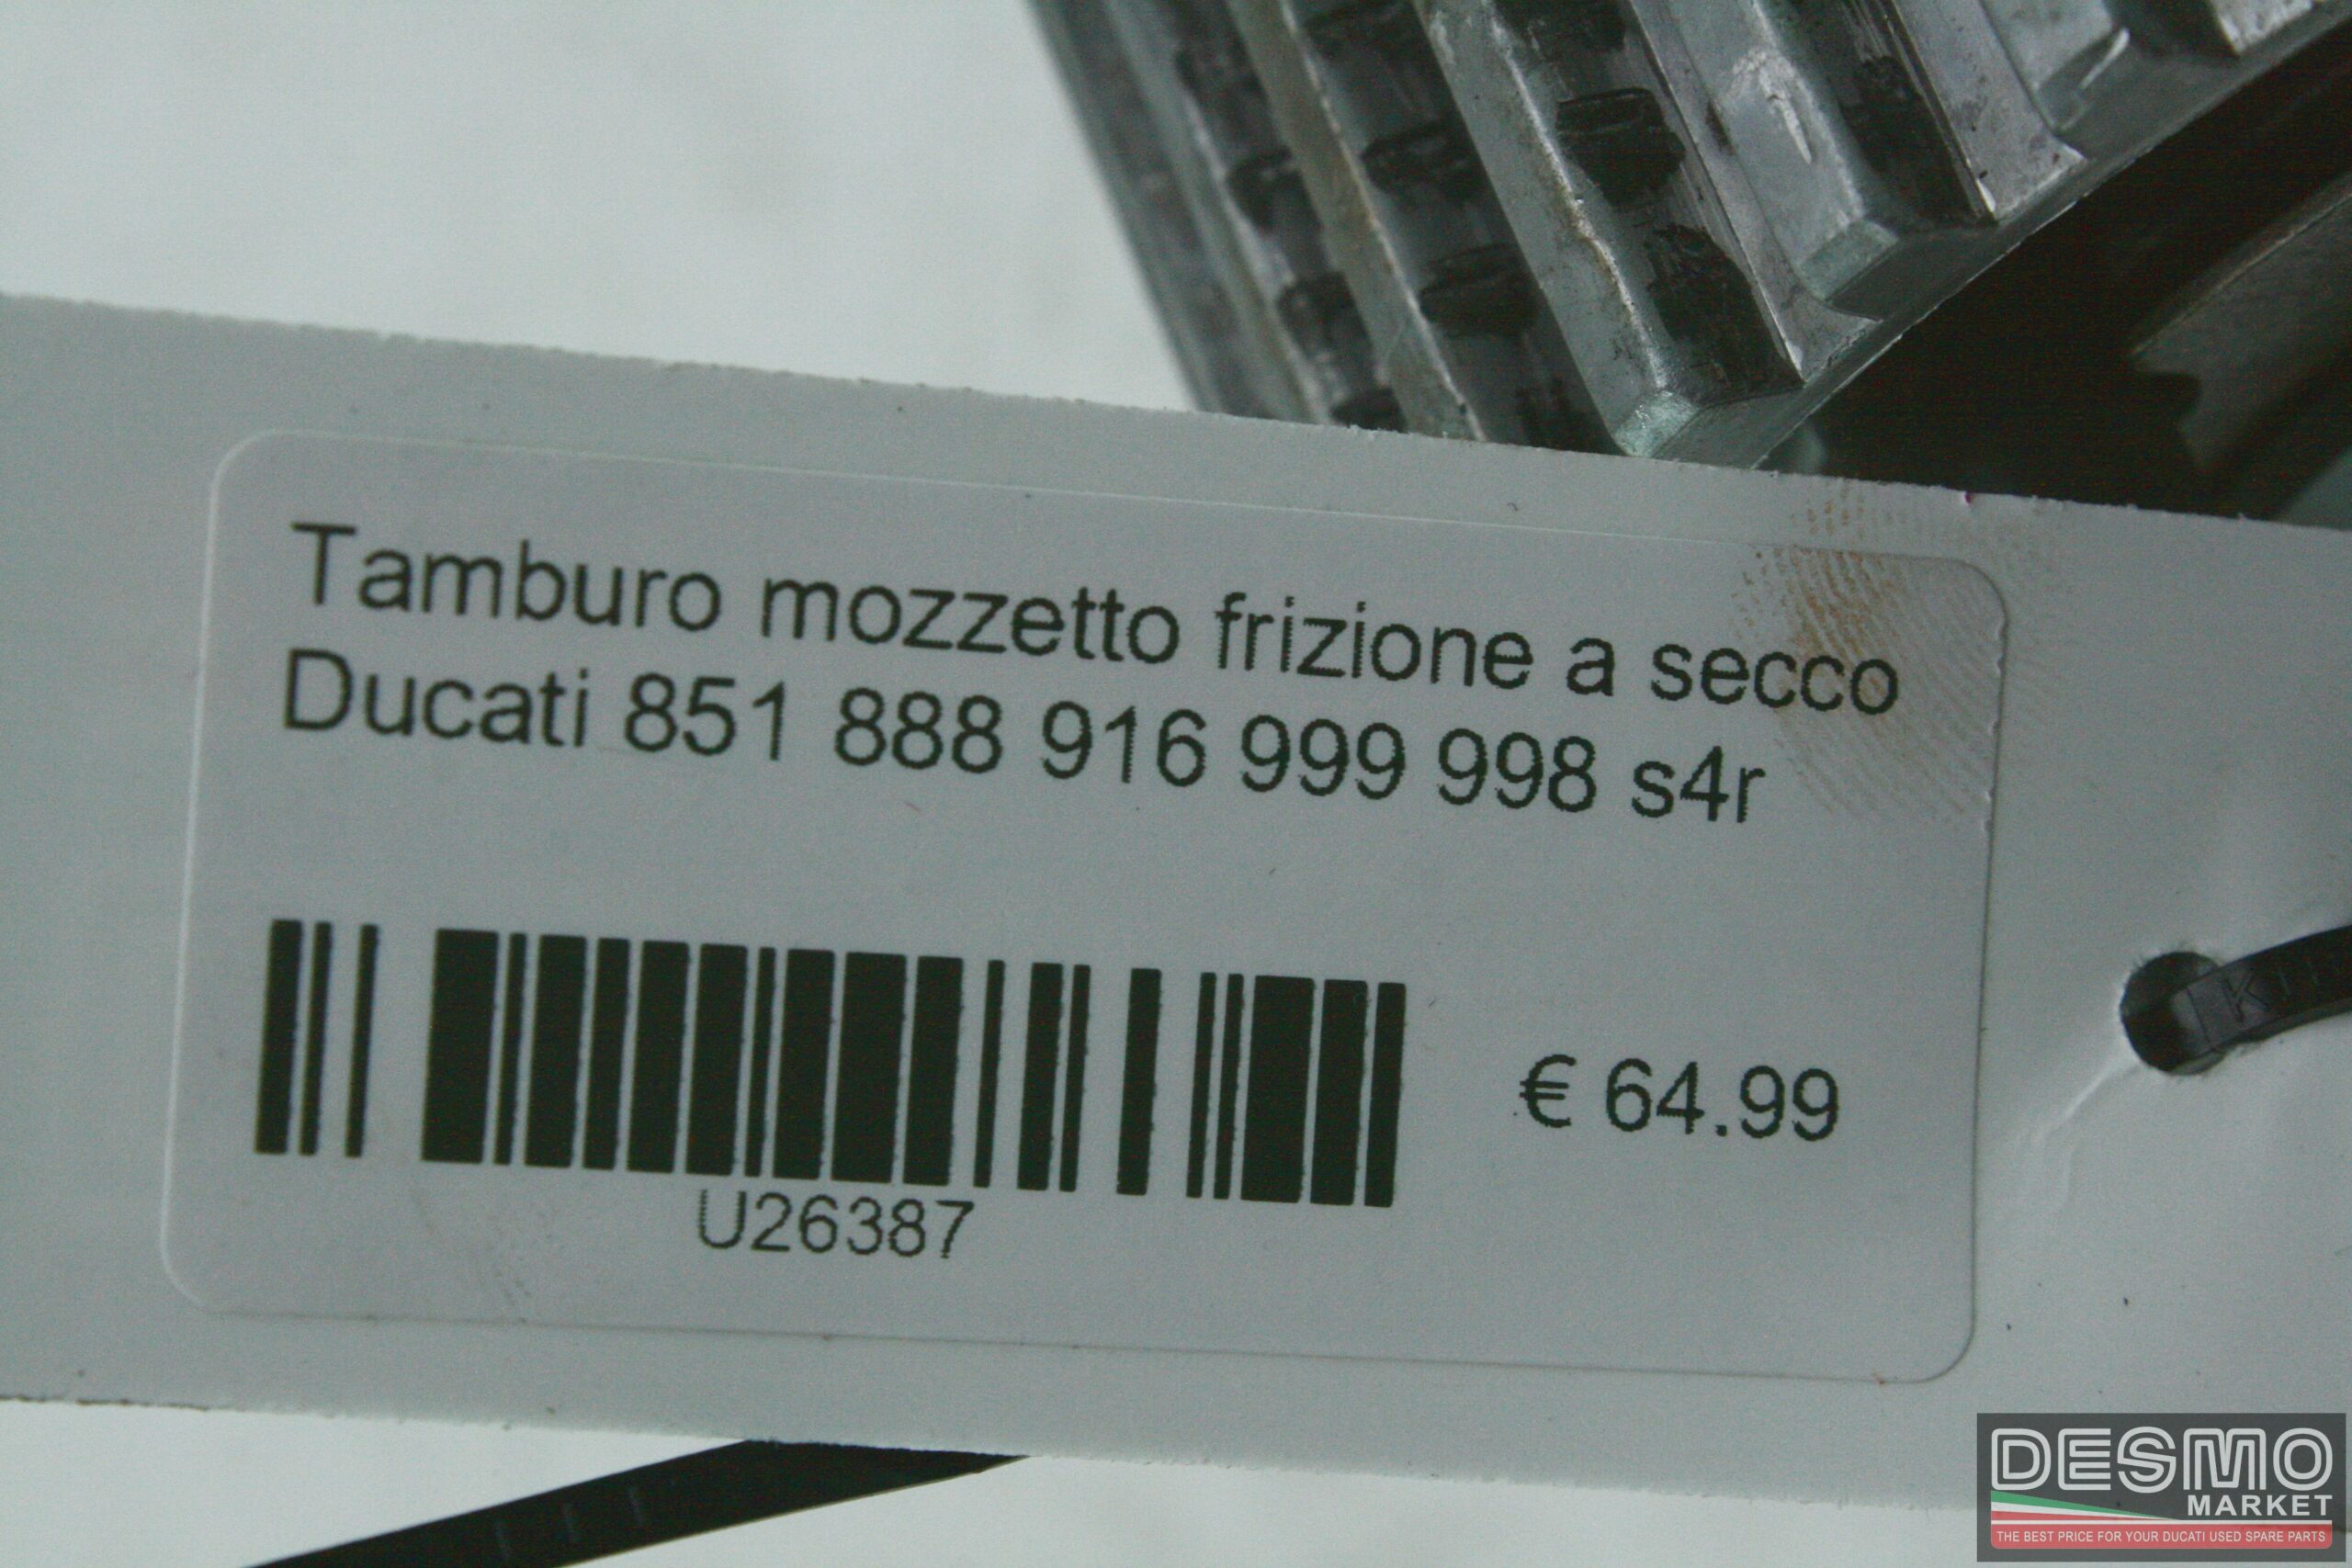 Tamburo mozzetto frizione a secco
Ducati 851 888 916 999 998 s4r
€ 64.99
U26387
DESMO
MARKET
THE BEST PRICE FOR YOUR DUCATI USED SPARE PARTS